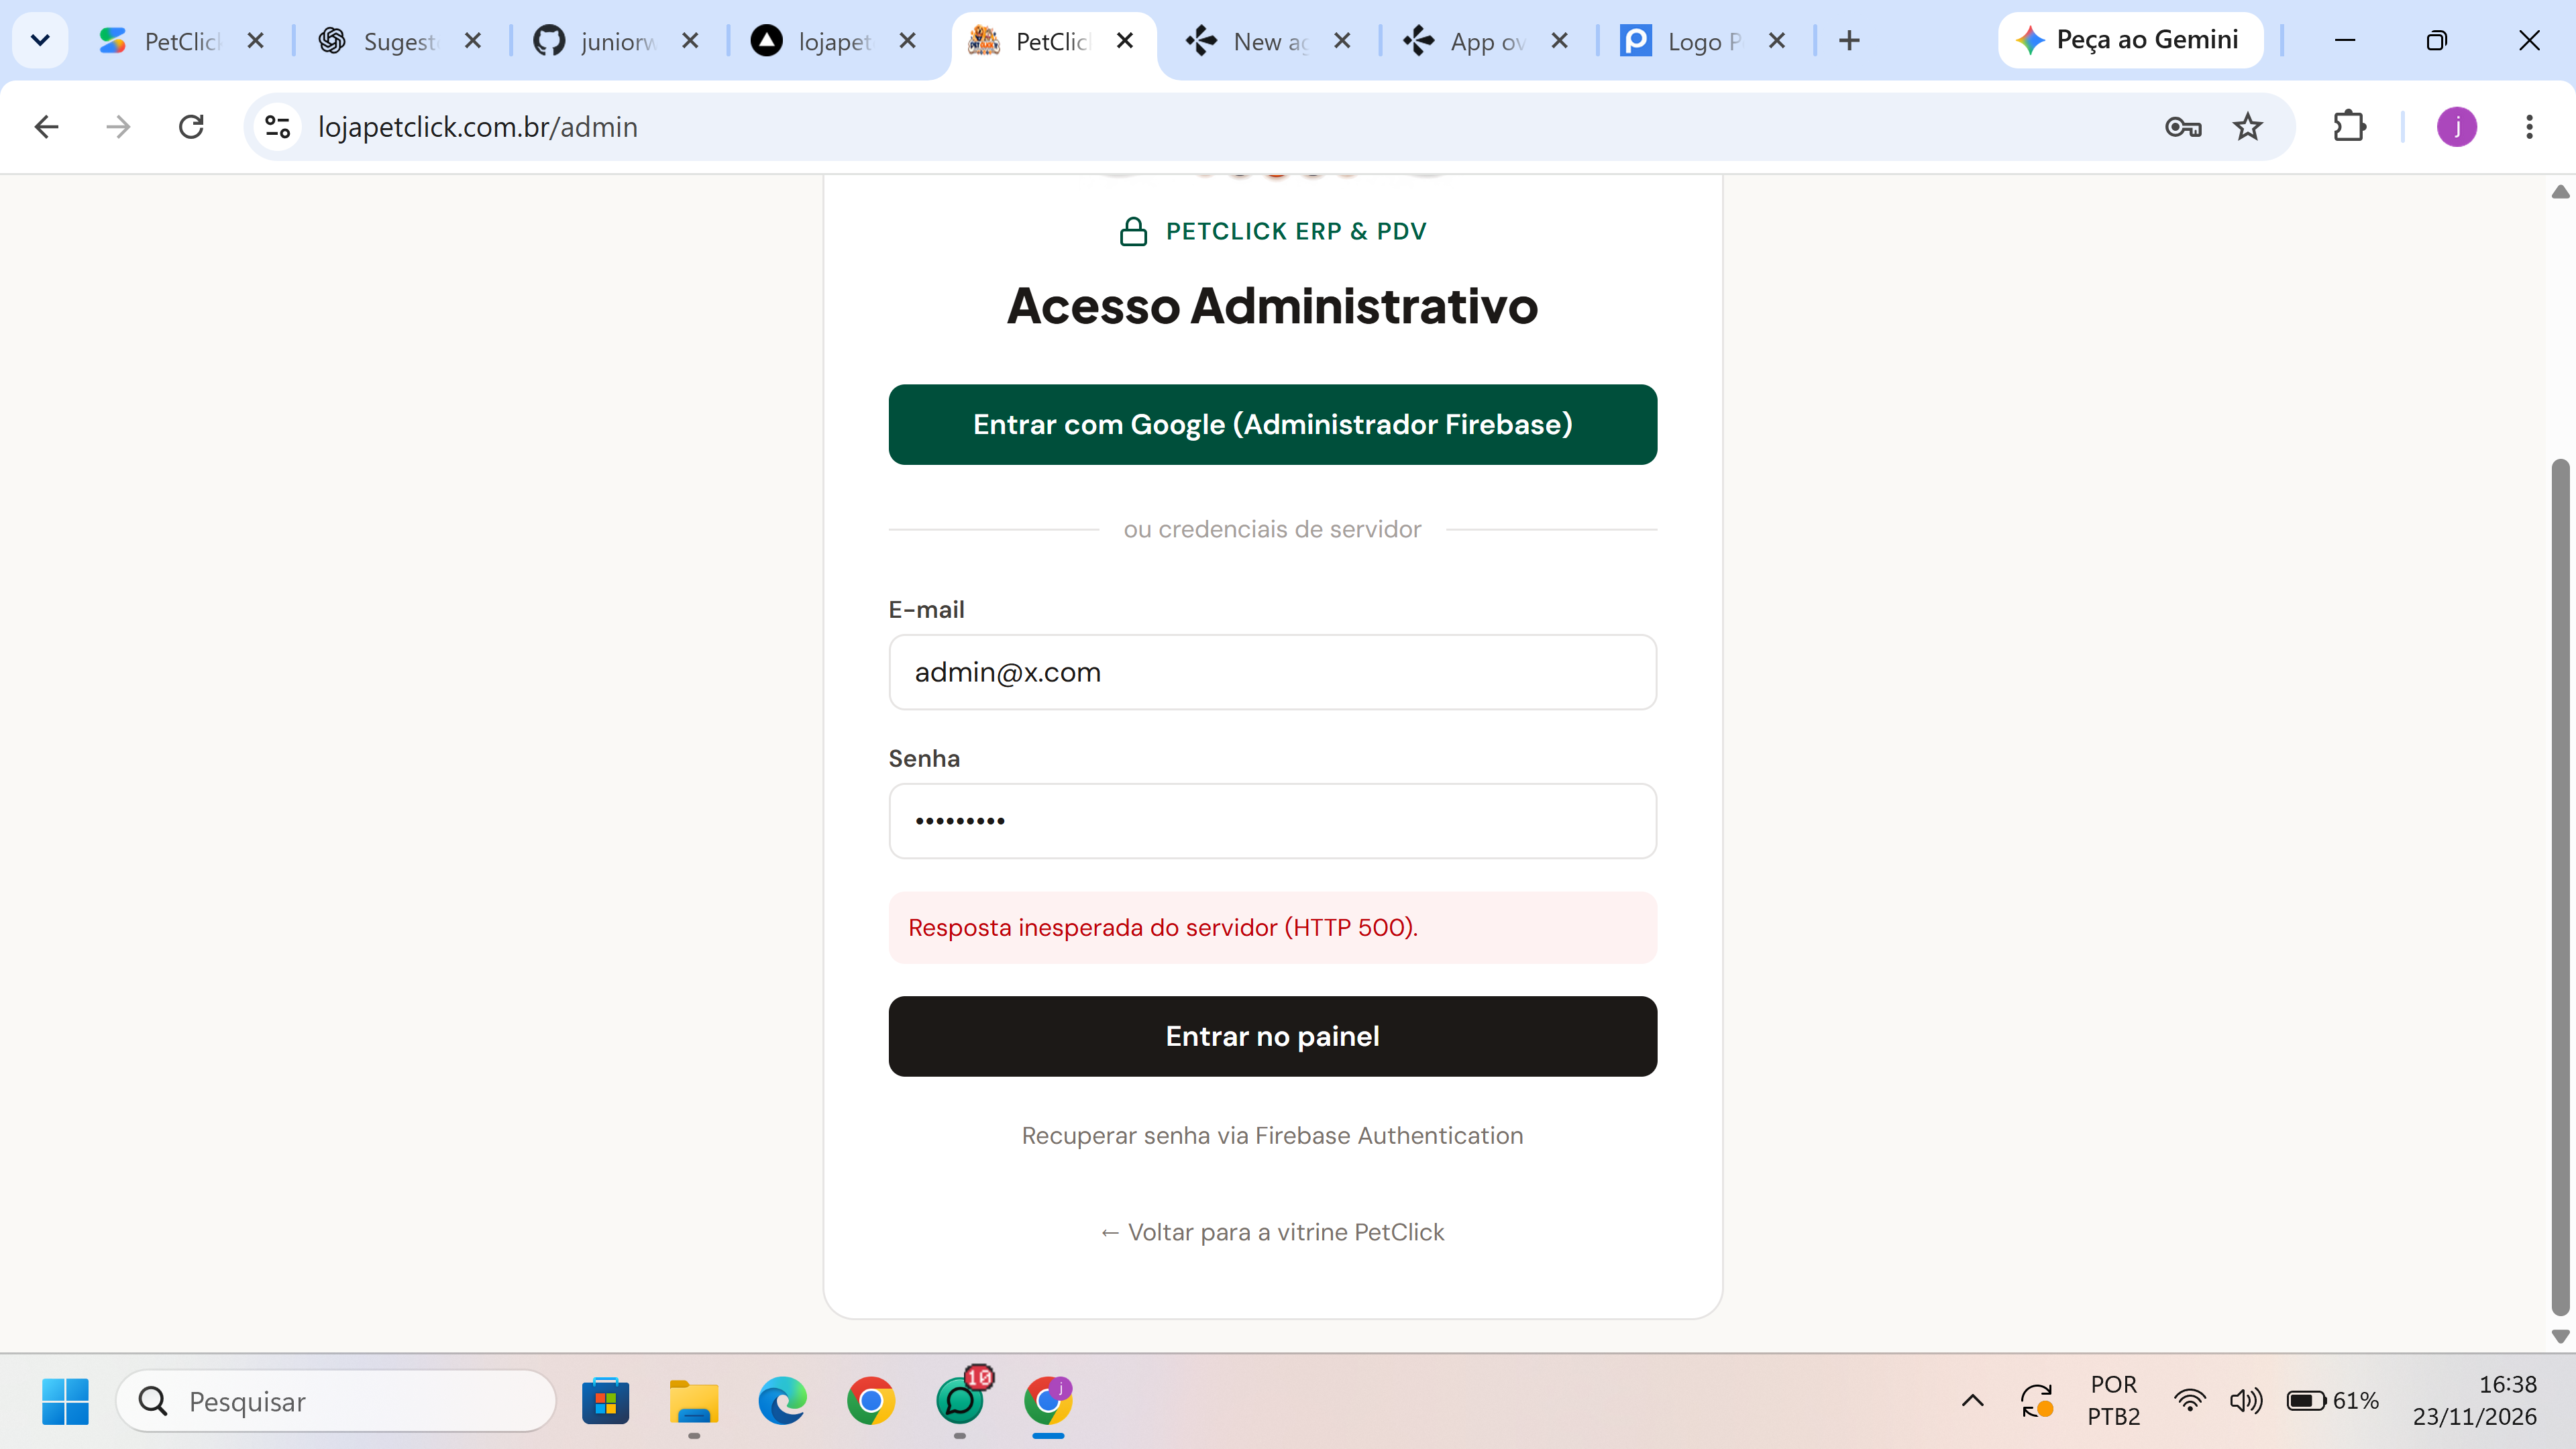 PetClic
Sugest
juniorw
lojapet
PetClic
New ag
App ov
Logo P
Peça ao Gemini
lojapetclick.com.br/admin
j
PETCLICK ERP & PDV
Acesso Administrativo
Entrar com Google (Administrador Firebase)
ou credenciais de servidor
E-mail
admin@x.com
Senha
•••••••••
Resposta inesperada do servidor (HTTP 500).
Entrar no painel
Recuperar senha via Firebase Authentication
← Voltar para a vitrine PetClick
Pesquisar
10
j
POR
PTB2
61%
16:38
23/11/2026